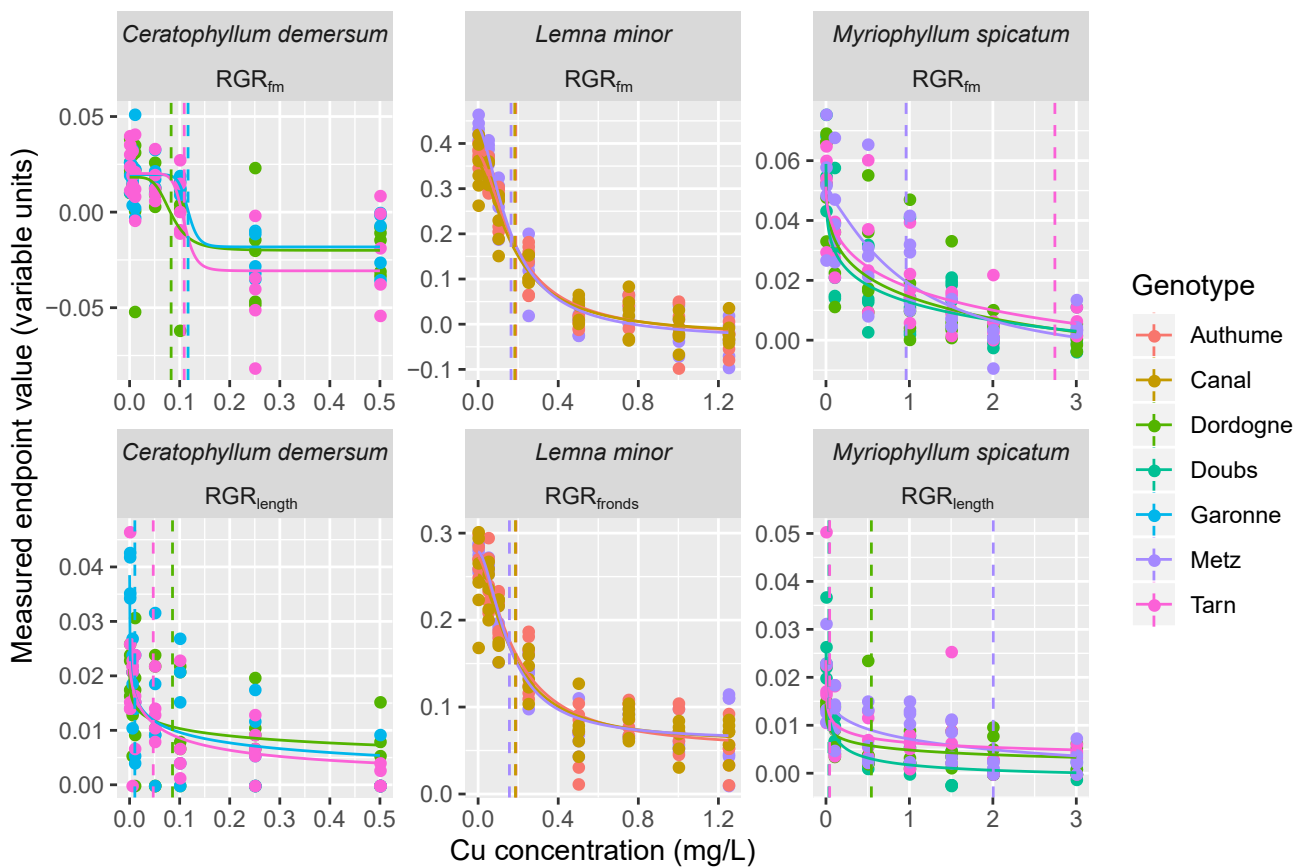 Ceratophyllum demersum
RGRfm
Lemna minor
RGRfm
Myriophyllum spicatum
RGRfm
0.05
0.00
−0.05
0.0 0.1 0.2 0.3 0.4 0.5
0.4
0.3
0.2
0.1
0.0
−0.1
0.0 0.4 0.8 1.2
0.06
0.04
0.02
0.00
0 1 2 3
Ceratophyllum demersum
RGRlength
Lemna minor
RGRfronds
Myriophyllum spicatum
RGRlength
0.04
0.03
0.02
0.01
0.00
0.0 0.1 0.2 0.3 0.4 0.5
0.3
0.2
0.1
0.0
0.0 0.4 0.8 1.2
0.05
0.04
0.03
0.02
0.01
0.00
0 1 2 3
Measured endpoint value (variable units)
Cu concentration (mg/L)
Genotype
Authume
Canal
Dordogne
Doubs
Garonne
Metz
Tarn